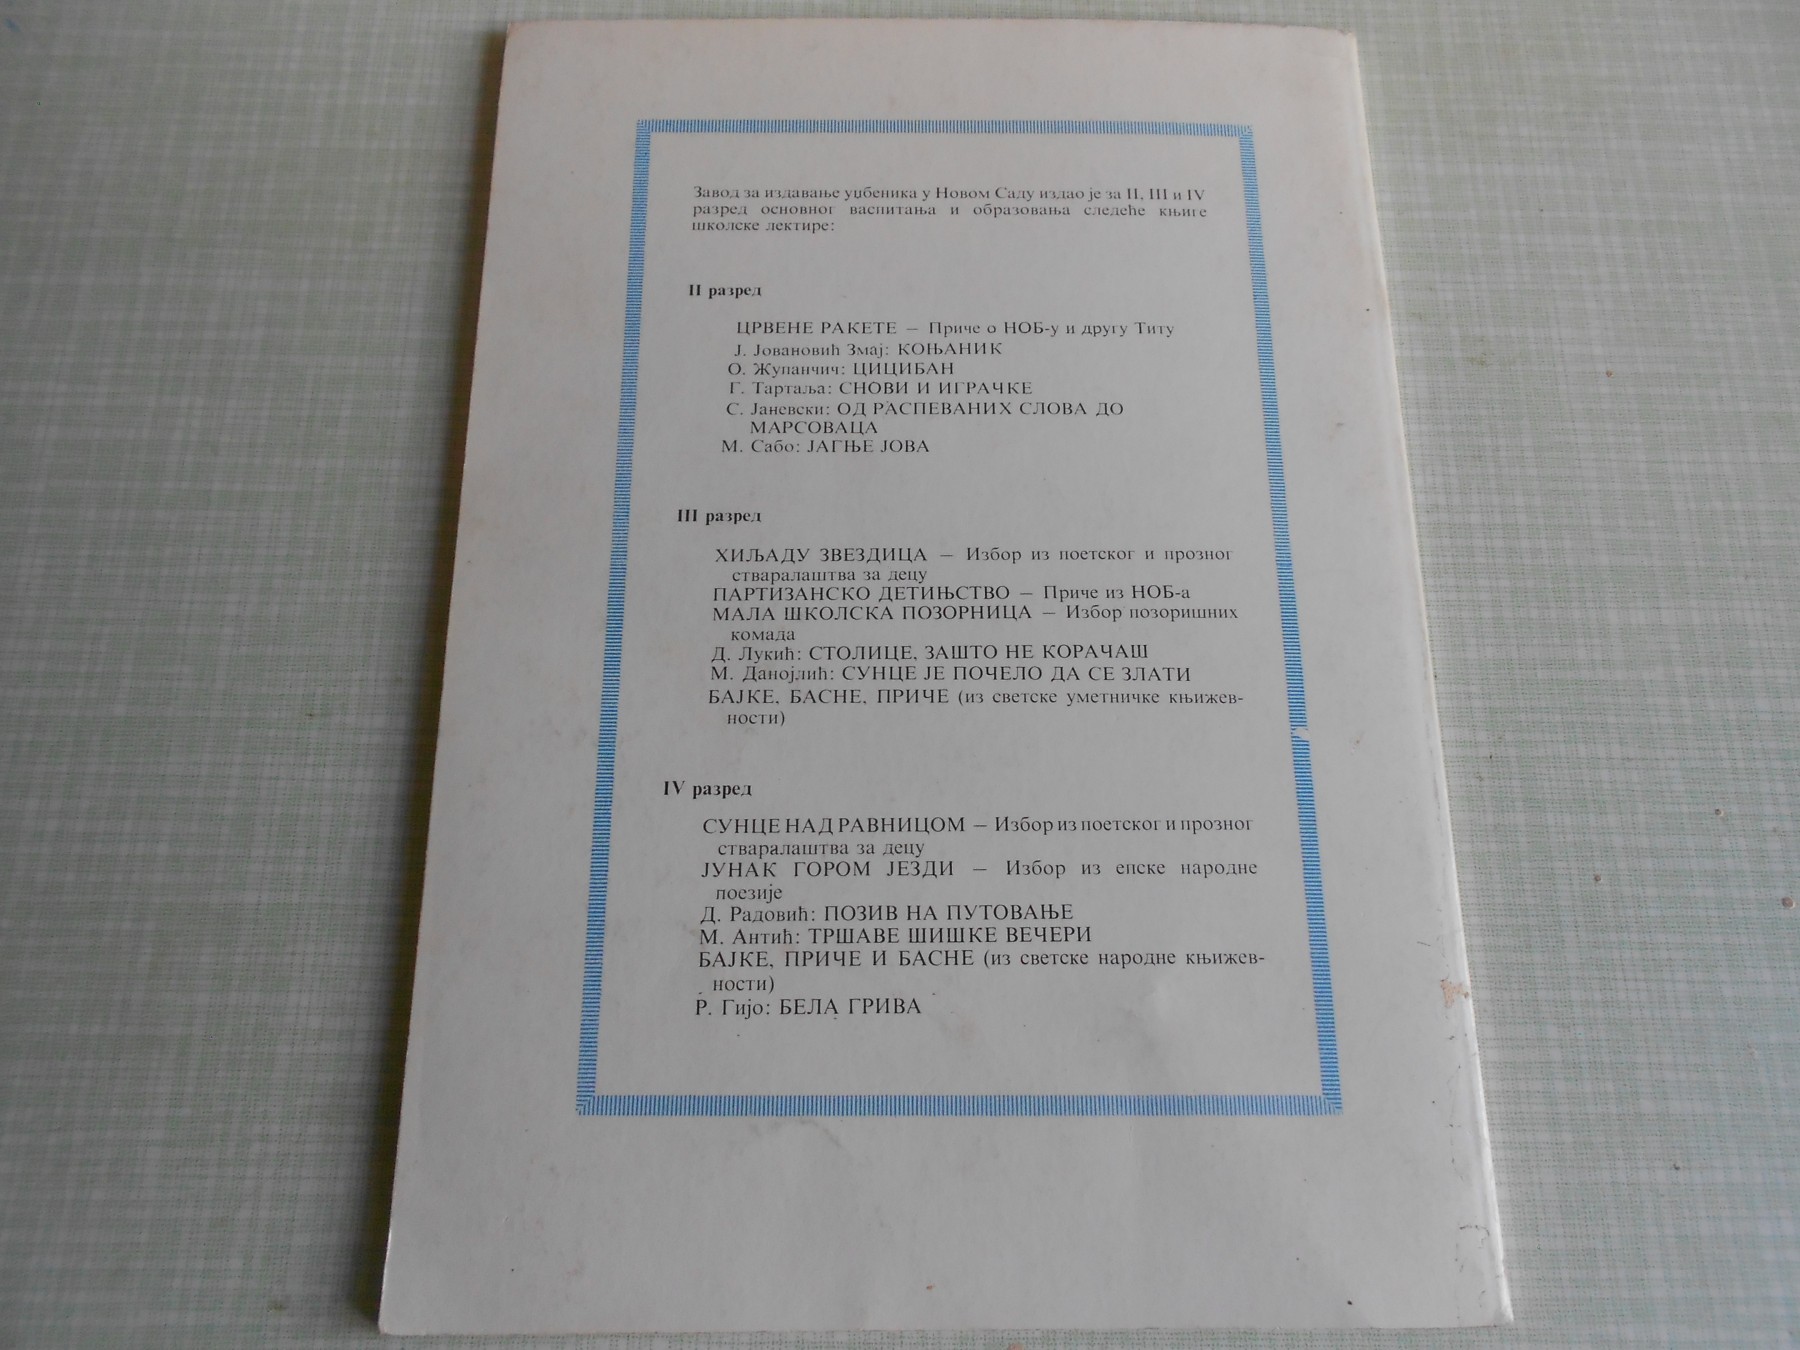 Завод за издавање уџбеника у Новом Саду издао је за II, III и IV
разред основног васпитања и образовања следеће књиге
школске лектире:
II разред
ЦРВЕНЕ РАКЕТЕ — Приче о НОБ-у и другу Титу
Ј. Јовановић Змај: КОЊАНИК
О. Жупанчич: ЦИЦИБАН
Г. Тартаља: СНОВИ И ИГРАЧКЕ
С. Јаневски: ОД РАСПЕВАНИХ СЛОВА ДО
МАРСОВАЦА
М. Сабо: ЈАГЊЕ ЈОВА
III разред
ХИЉАДУ ЗВЕЗДИЦА — Избор из поетског и прозног
стваралаштва за децу
ПАРТИЗАНСКО ДЕТИЊСТВО — Приче из НОБ-а
МАЛА ШКОЛСКА ПОЗОРНИЦА — Избор позоришних
комада
Д. Лукић: СТОЛИЦЕ, ЗАШТО НЕ КОРАЧАШ
М. Данојлић: СУНЦЕ ЈЕ ПОЧЕЛО ДА СЕ ЗЛАТИ
БАЈКЕ, БАСНЕ, ПРИЧЕ (из светске уметничке књижев-
ности)
IV разред
СУНЦЕ НАД РАВНИЦОМ — Избор из поетског и прозног
стваралаштва за децу
ЈУНАК ГОРОМ ЈЕЗДИ — Избор из епске народне
поезије
Д. Радовић: ПОЗИВ НА ПУТОВАЊЕ
М. Антић: ТРШАВЕ ШИШКЕ ВЕЧЕРИ
БАЈКЕ, ПРИЧЕ И БАСНЕ (из светске народне књижев-
ности)
Р. Гијо: БЕЛА ГРИВА